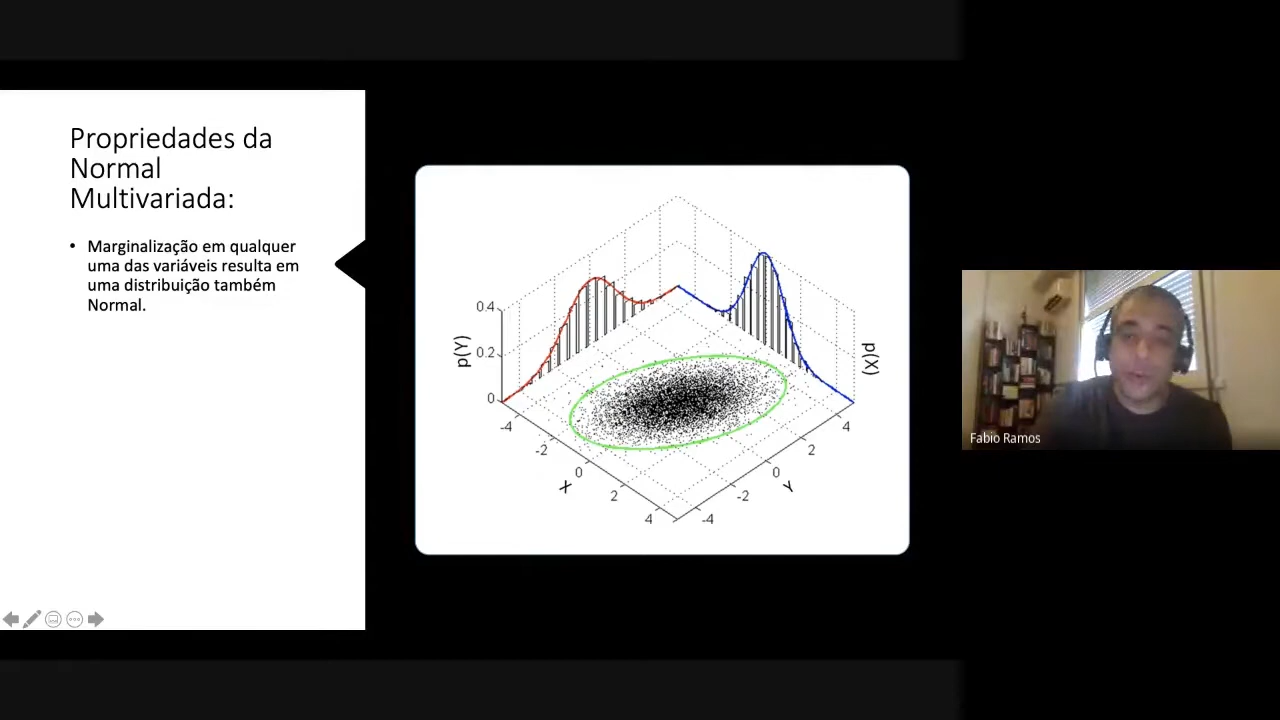 Propriedades da
Normal
Multivariada:
• Marginalização em qualquer
uma das variáveis resulta em
uma distribuição também
Normal.
0.4
0.2
0
p(Y)
p(X)
-4
-2
0
2
4
X
-4
-2
0
2
4
Y
Fabio Ramos